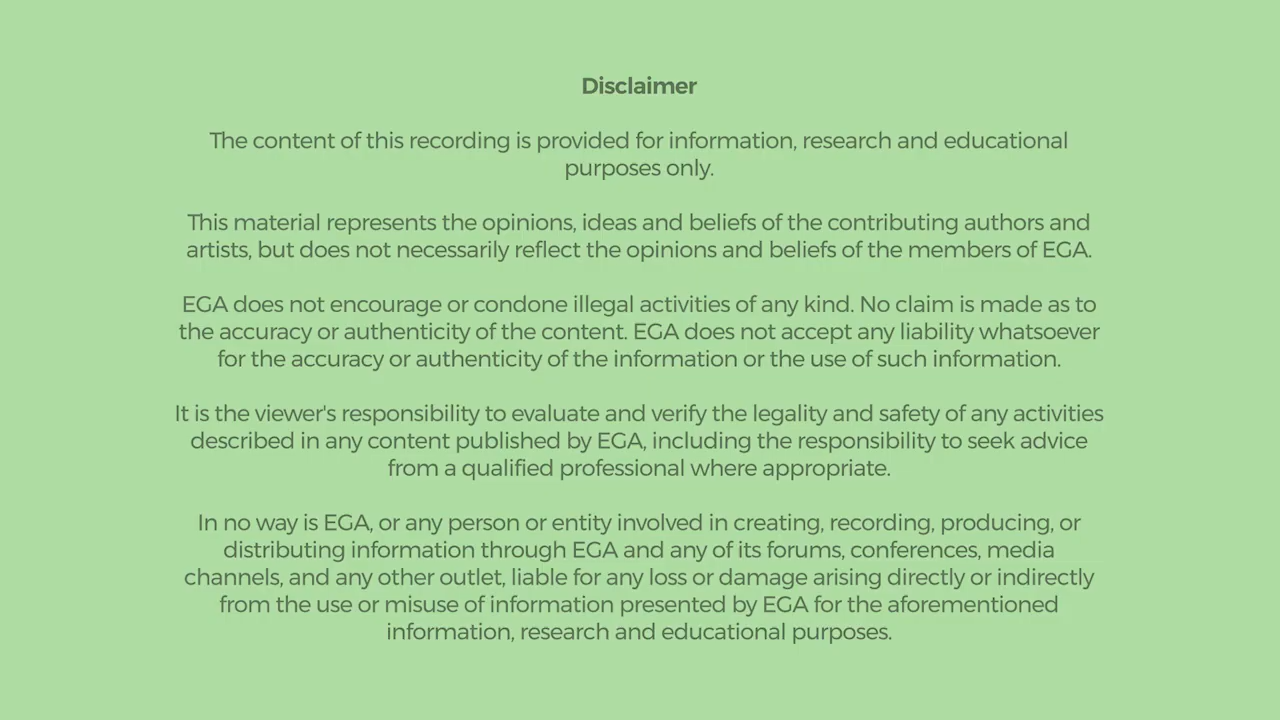 Disclaimer
The content of this recording is provided for information, research and educational
purposes only.
This material represents the opinions, ideas and beliefs of the contributing authors and
artists, but does not necessarily reflect the opinions and beliefs of the members of EGA.
EGA does not encourage or condone illegal activities of any kind. No claim is made as to
the accuracy or authenticity of the content. EGA does not accept any liability whatsoever
for the accuracy or authenticity of the information or the use of such information.
It is the viewer's responsibility to evaluate and verify the legality and safety of any activities
described in any content published by EGA, including the responsibility to seek advice
from a qualified professional where appropriate.
In no way is EGA, or any person or entity involved in creating, recording, producing, or
distributing information through EGA and any of its forums, conferences, media
channels, and any other outlet, liable for any loss or damage arising directly or indirectly
from the use or misuse of information presented by EGA for the aforementioned
information, research and educational purposes.